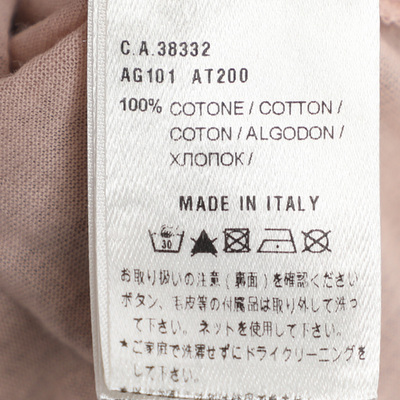 C.A.38332
AG101 AT200
100% COTONE / COTTON /
COTON / ALGODON /
ХЛОПОК /
MADE IN ITALY
30
お取り扱いの注意(裏面)を確認ください
ボタン、毛皮等の付属品は取り外して洗っ
て下さい。ネットを使用して下さい。
★ご家庭で洗濯せずにドライクリーニングを
して下さい。